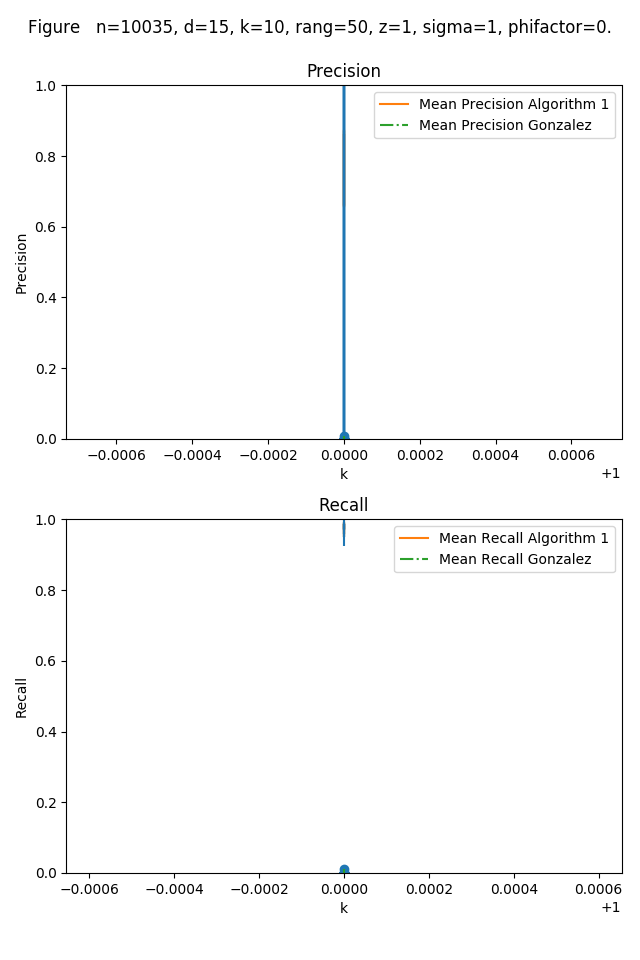 Figure   n=10035, d=15, k=10, rang=50, z=1, sigma=1, phifactor=0.
Precision
1.0
0.8
0.6
0.4
0.2
0.0
Precision
Mean Precision Algorithm 1
Mean Precision Gonzalez
−0.0006 −0.0004 −0.0002 0.0000 0.0002 0.0004 0.0006
+1
k
Recall
1.0
0.8
0.6
0.4
0.2
0.0
Recall
Mean Recall Algorithm 1
Mean Recall Gonzalez
−0.0006 −0.0004 −0.0002 0.0000 0.0002 0.0004 0.0006
+1
k